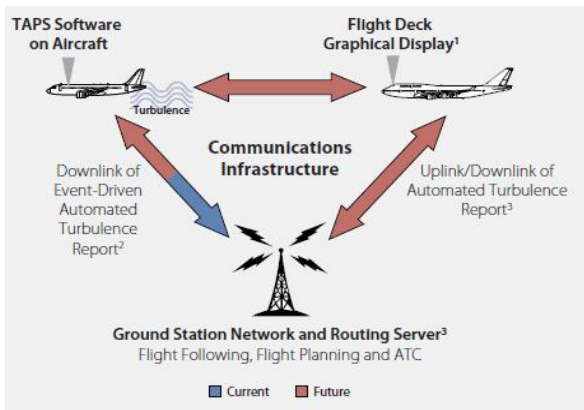 TAPS Software
on Aircraft
Flight Deck
Graphical Display¹
Turbulence
Communications
Infrastructure
Downlink of
Event-Driven
Automated
Turbulence
Report²
Uplink/Downlink of
Automated Turbulence
Report³
Ground Station Network and Routing Server³
Flight Following, Flight Planning and ATC
Current
Future